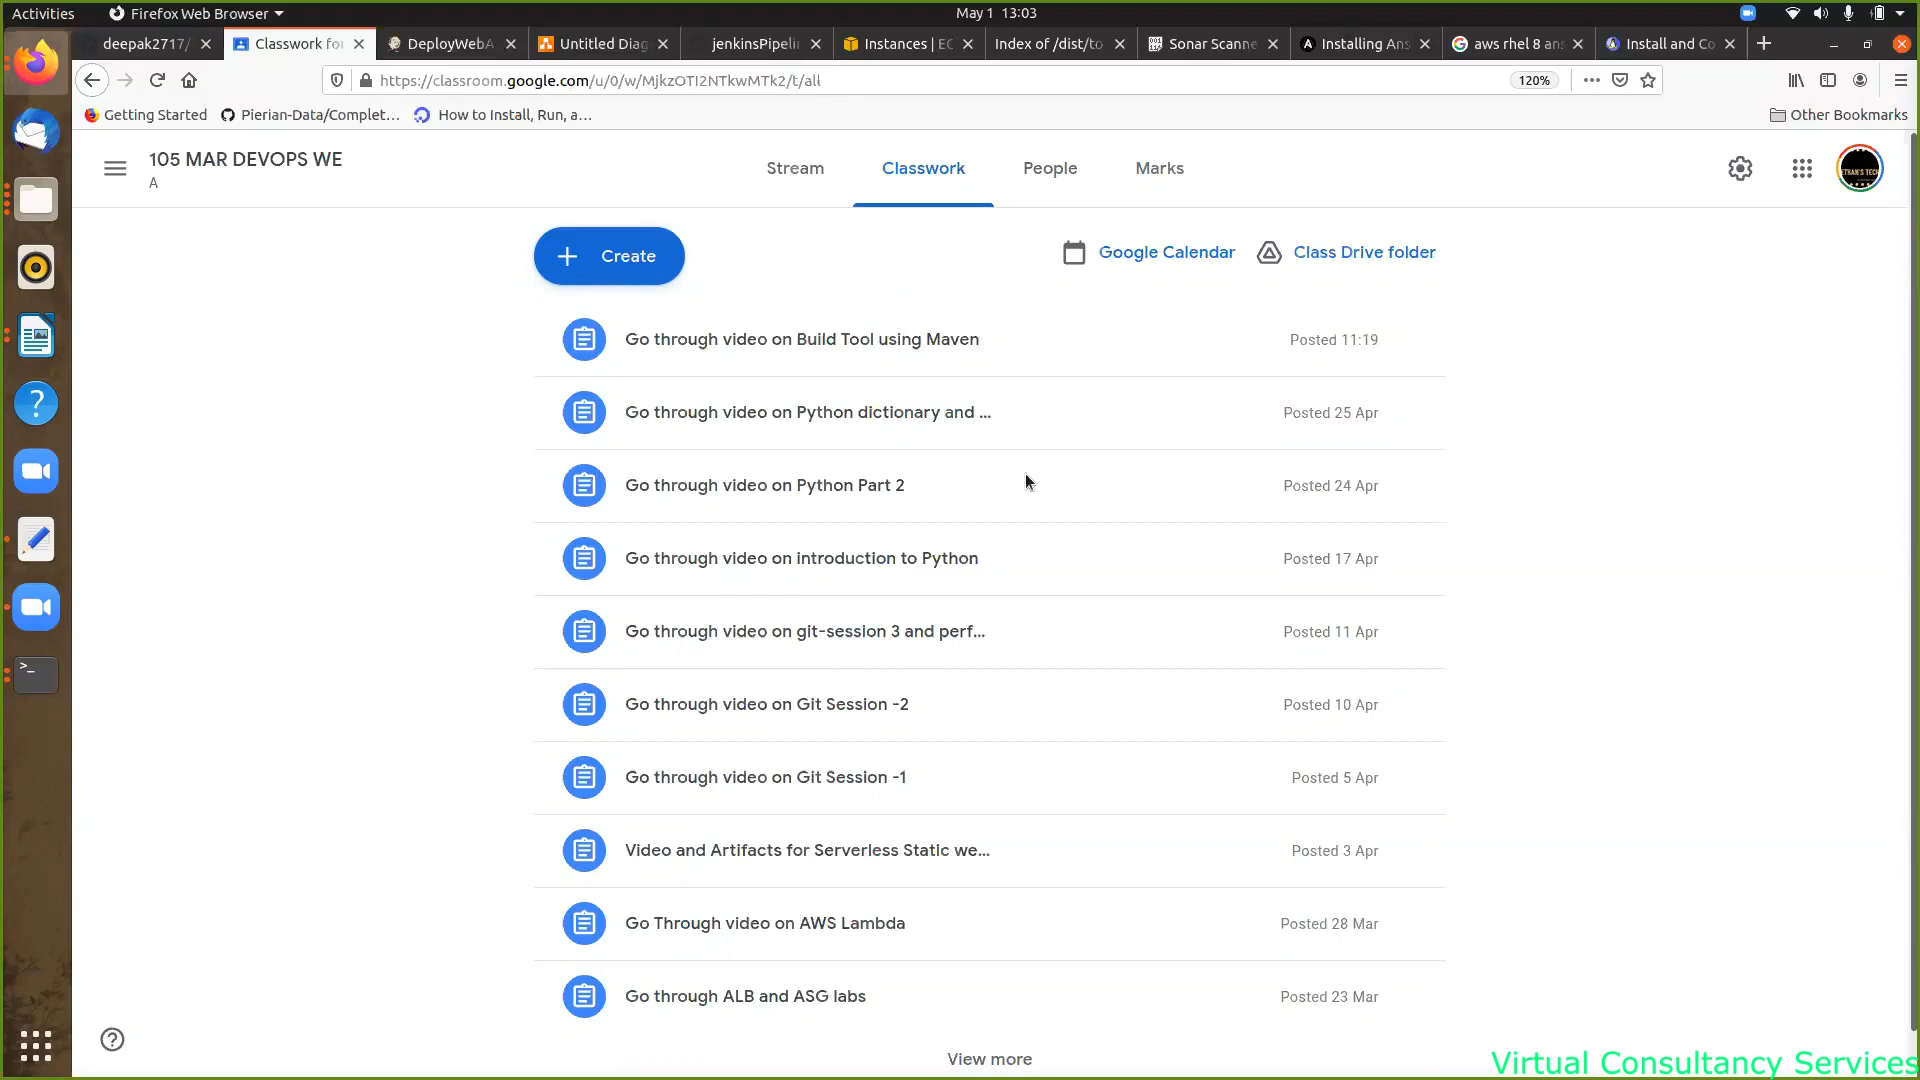 Activities
Firefox Web Browser
May 1 13:03
deepak2717/
Classwork fo
DeployWebA
Untitled Diag
jenkinsPipeli
Instances | EC
Index of /dist/to
Sonar Scanne
Installing Ans
aws rhel 8 ans
Install and Co
https://classroom.google.com/u/0/w/MjkzOTI2NTkwMTk2/t/all
120%
Getting Started
Pierian-Data/Complet...
How to Install, Run, a...
Other Bookmarks
105 MAR DEVOPS WE
A
Stream
Classwork
People
Marks
ETHAN'S TECH
Create
Google Calendar
Class Drive folder
Go through video on Build Tool using Maven
Posted 11:19
Go through video on Python dictionary and ...
Posted 25 Apr
Go through video on Python Part 2
Posted 24 Apr
Go through video on introduction to Python
Posted 17 Apr
Go through video on git-session 3 and perf...
Posted 11 Apr
Go through video on Git Session -2
Posted 10 Apr
Go through video on Git Session -1
Posted 5 Apr
Video and Artifacts for Serverless Static we...
Posted 3 Apr
Go Through video on AWS Lambda
Posted 28 Mar
Go through ALB and ASG labs
Posted 23 Mar
View more
Virtual Consultancy Services